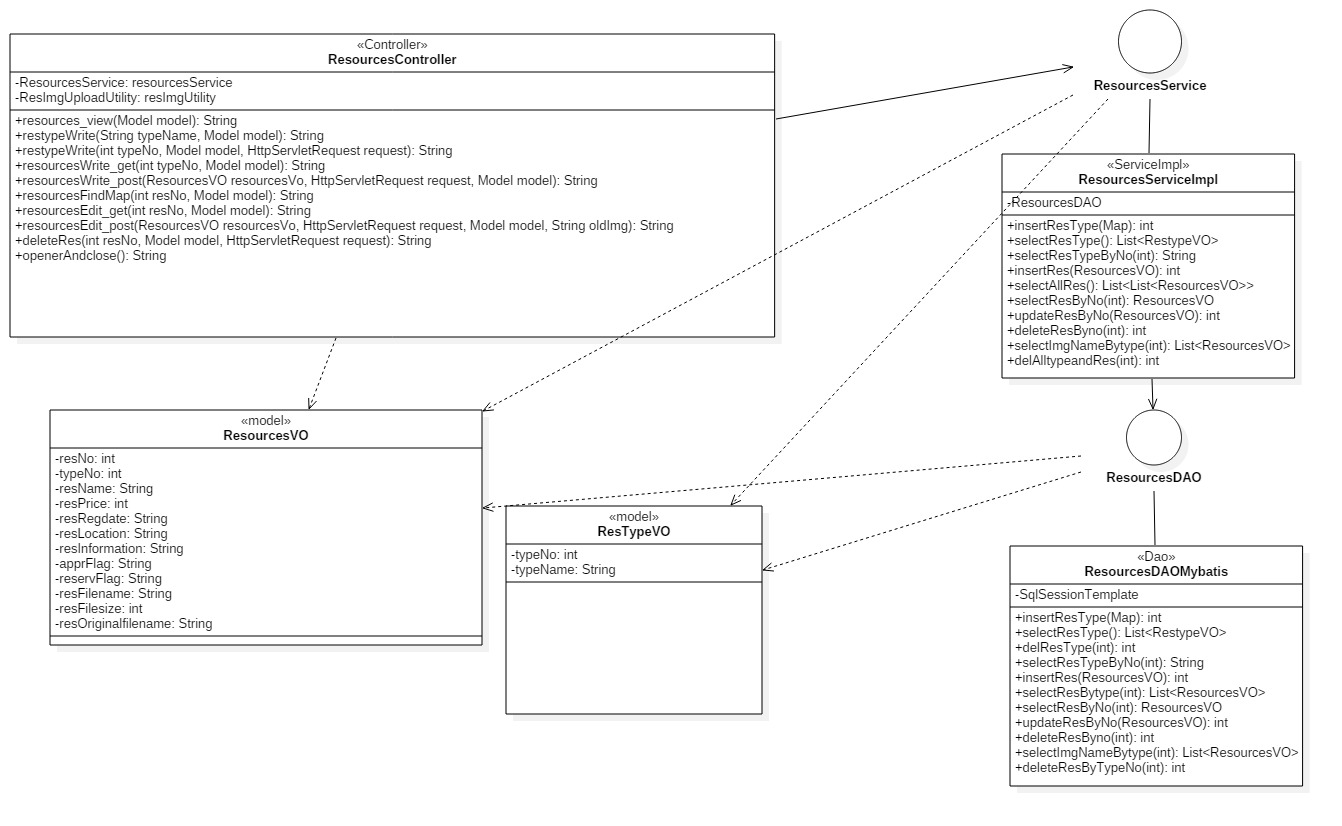 «Controller»
ResourcesController
-ResourcesService: resourcesService
-ResImgUploadUtility: resImgUtility
+resources_view(Model model): String
+restypeWrite(String typeName, Model model): String
+restypeWrite(int typeNo, Model model, HttpServletRequest request): String
+resourcesWrite_get(int typeNo, Model model): String
+resourcesWrite_post(ResourcesVO resourcesVo, HttpServletRequest request, Model model): String
+resourcesFindMap(int resNo, Model model): String
+resourcesEdit_get(int resNo, Model model): String
+resourcesEdit_post(ResourcesVO resourcesVo, HttpServletRequest request, Model model, String oldImg): String
+deleteRes(int resNo, Model model, HttpServletRequest request): String
+openerAndclose(): String
ResourcesService
«ServiceImpl»
ResourcesServiceImpl
-ResourcesDAO
+insertResType(Map): int
+selectResType(): List<RestypeVO>
+selectResTypeByNo(int): String
+insertRes(ResourcesVO): int
+selectAllRes(): List<List<ResourcesVO>>
+selectResByNo(int): ResourcesVO
+updateResByNo(ResourcesVO): int
+deleteResByno(int): int
+selectImgNameBytype(int): List<ResourcesVO>
+delAlltypeandRes(int): int
«model»
ResourcesVO
-resNo: int
-typeNo: int
-resName: String
-resPrice: int
-resRegdate: String
-resLocation: String
-resInformation: String
-apprFlag: String
-reservFlag: String
-resFilename: String
-resFilesize: int
-resOriginalfilename: String
«model»
ResTypeVO
-typeNo: int
-typeName: String
ResourcesDAO
«Dao»
ResourcesDAOMybatis
-SqlSessionTemplate
+insertResType(Map): int
+selectResType(): List<RestypeVO>
+delResType(int): int
+selectResTypeByNo(int): String
+insertRes(ResourcesVO): int
+selectResBytype(int): List<ResourcesVO>
+selectResByNo(int): ResourcesVO
+updateResByNo(ResourcesVO): int
+deleteResByno(int): int
+selectImgNameBytype(int): List<ResourcesVO>
+deleteResByTypeNo(int): int